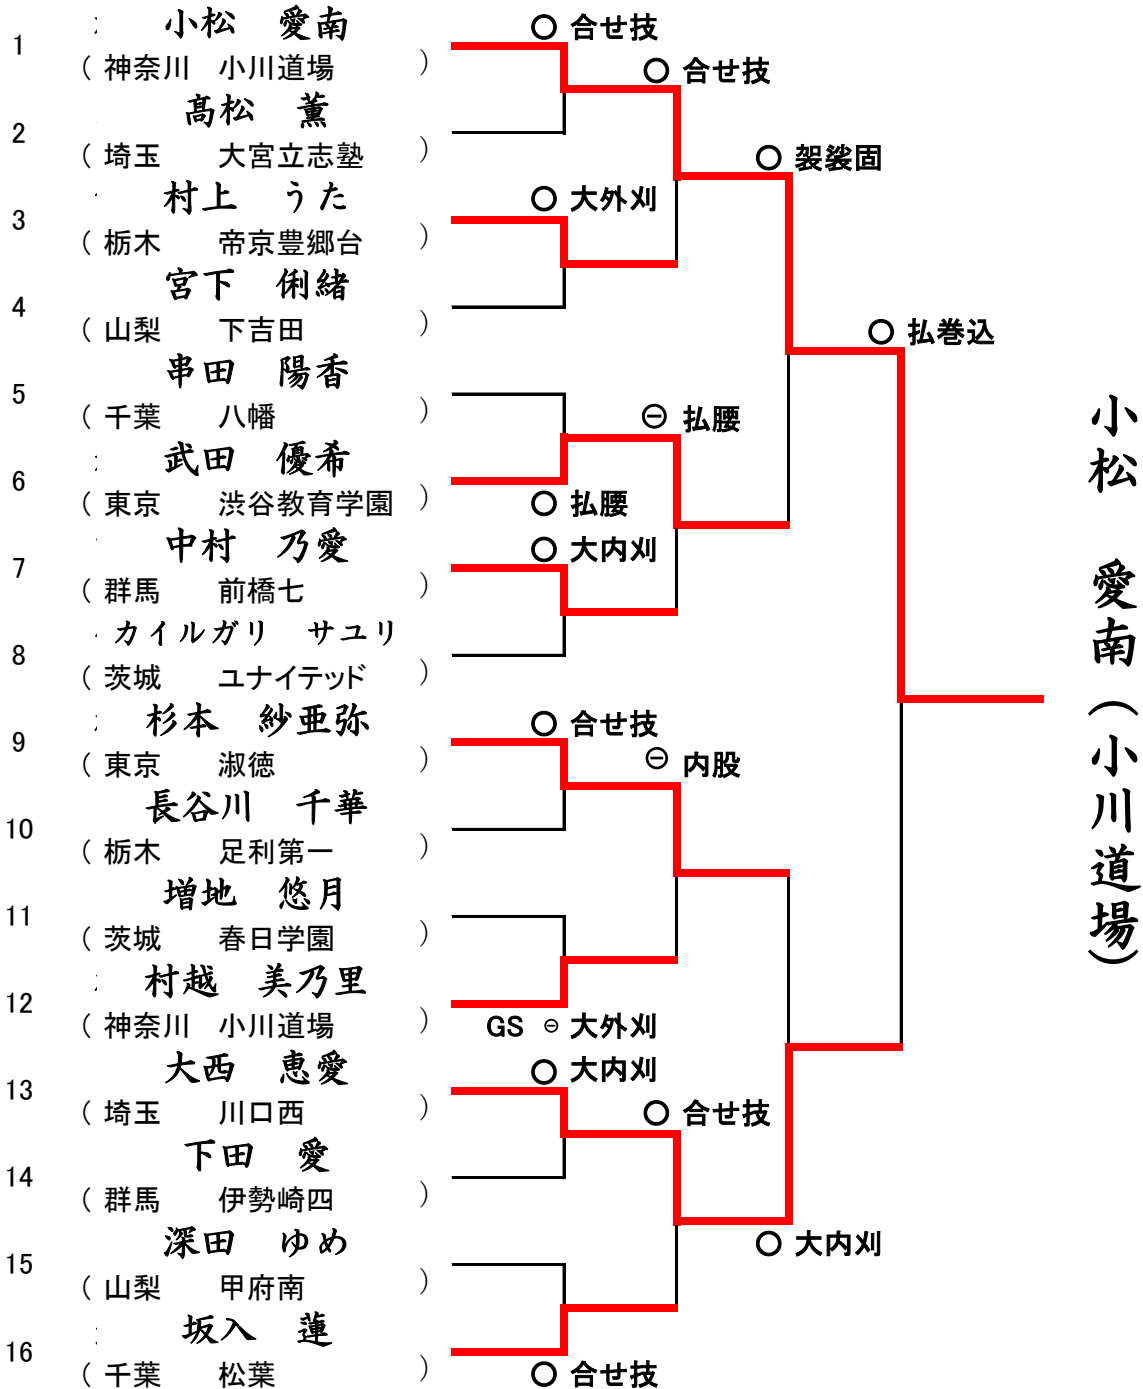 1 小松 愛南
( 神奈川 小川道場 )
2 髙松 薫
( 埼玉 大宮立志塾 )
3 村上 うた
( 栃木 帝京豊郷台 )
4 宮下 俐緒
( 山梨 下吉田 )
5 串田 陽香
( 千葉 八幡 )
6 武田 優希
( 東京 渋谷教育学園 )
7 中村 乃愛
( 群馬 前橋七 )
8 カイルガリ サユリ
( 茨城 ユナイテッド )
9 杉本 紗亜弥
( 東京 淑徳 )
10 長谷川 千華
( 栃木 足利第一 )
11 増地 悠月
( 茨城 春日学園 )
12 村越 美乃里
( 神奈川 小川道場 )
13 大西 恵愛
( 埼玉 川口西 )
14 下田 愛
( 群馬 伊勢崎四 )
15 深田 ゆめ
( 山梨 甲府南 )
16 坂入 蓮
( 千葉 松葉 )
○ 合せ技
○ 大外刈
○ 払腰
○ 大内刈
○ 合せ技
GS ⊖ 大外刈
○ 大内刈
○ 合せ技
○ 合せ技
⊖ 払腰
⊖ 内股
○ 合せ技
○ 袈裟固
○ 大内刈
○ 払巻込
小松 愛南(小川道場)